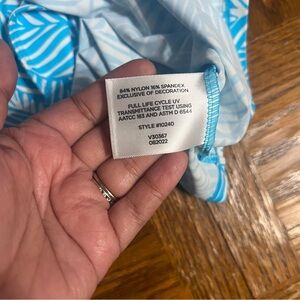 84% NYLON 16% SPANDEX
EXCLUSIVE OF DECORATION
FULL LIFE CYCLE UV
TRANSMITTANCE TEST USING
AATCC 183 AND ASTM D 6544
STYLE #10240
V30367
082022